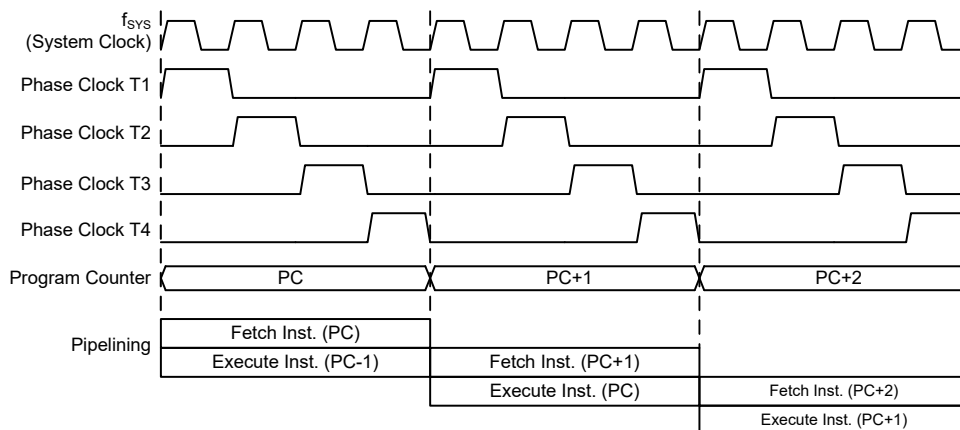 fSYS
(System Clock)
Phase Clock T1
Phase Clock T2
Phase Clock T3
Phase Clock T4
Program Counter PC PC+1 PC+2
Pipelining
Fetch Inst. (PC)
Execute Inst. (PC-1) Fetch Inst. (PC+1)
Execute Inst. (PC) Fetch Inst. (PC+2)
Execute Inst. (PC+1)